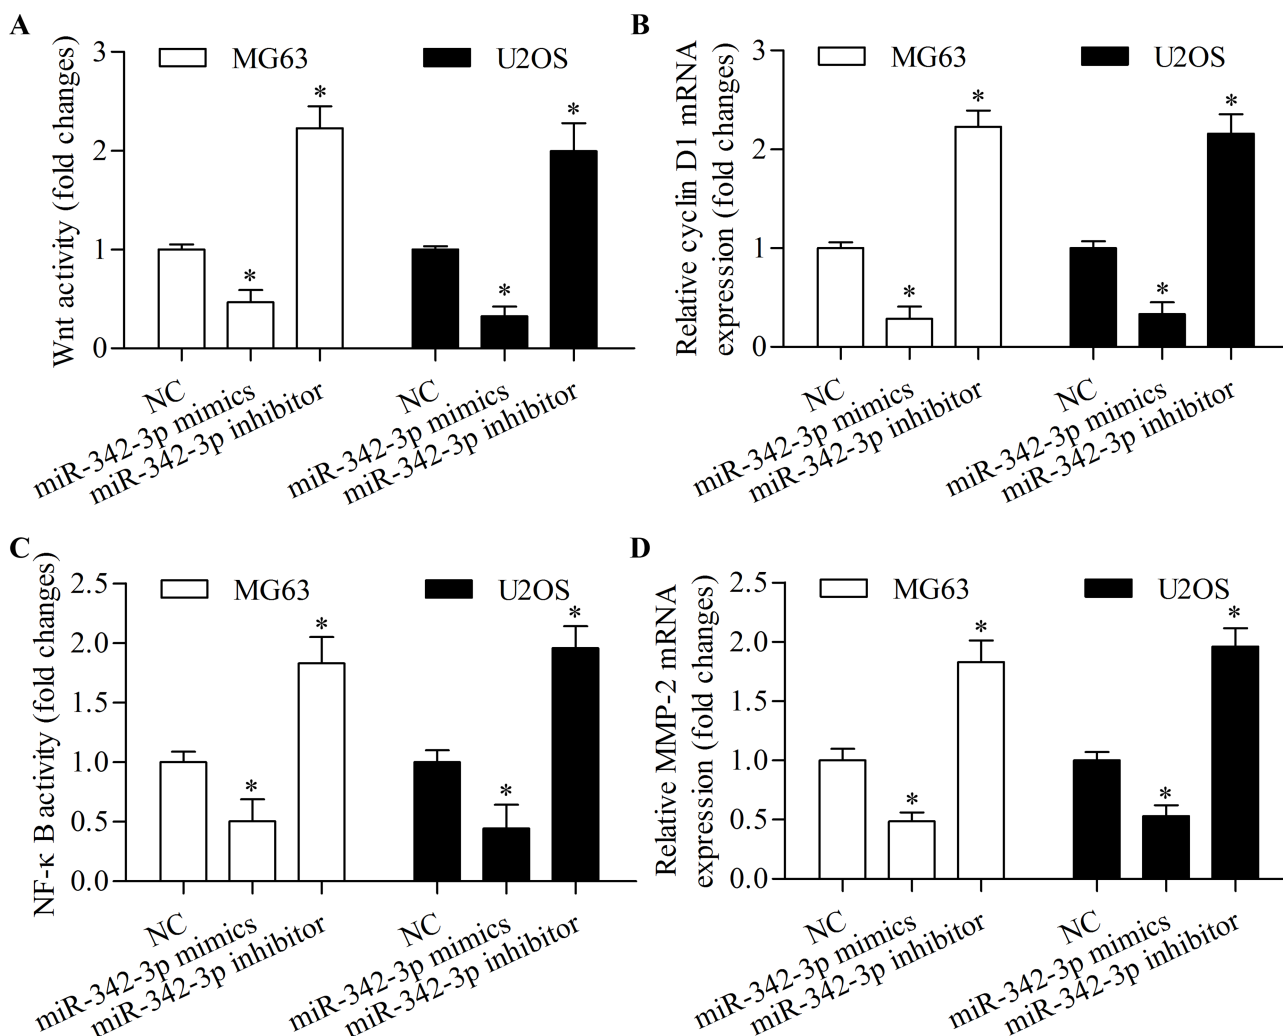 A
Wnt activity (fold changes)
3
2
1
0
MG63
U2OS
*
*
*
*
NC
miR-342-3p mimics
miR-342-3p inhibitor
NC
miR-342-3p mimics
miR-342-3p inhibitor
B
Relative cyclin D1 mRNA
expression (fold changes)
3
2
1
0
MG63
U2OS
*
*
*
*
NC
miR-342-3p mimics
miR-342-3p inhibitor
NC
miR-342-3p mimics
miR-342-3p inhibitor
C
NF-κ B activity (fold changes)
2.5
2.0
1.5
1.0
0.5
0.0
MG63
U2OS
*
*
*
*
NC
miR-342-3p mimics
miR-342-3p inhibitor
NC
miR-342-3p mimics
miR-342-3p inhibitor
D
Relative MMP-2 mRNA
expression (fold changes)
2.5
2.0
1.5
1.0
0.5
0.0
MG63
U2OS
*
*
*
*
NC
miR-342-3p mimics
miR-342-3p inhibitor
NC
miR-342-3p mimics
miR-342-3p inhibitor